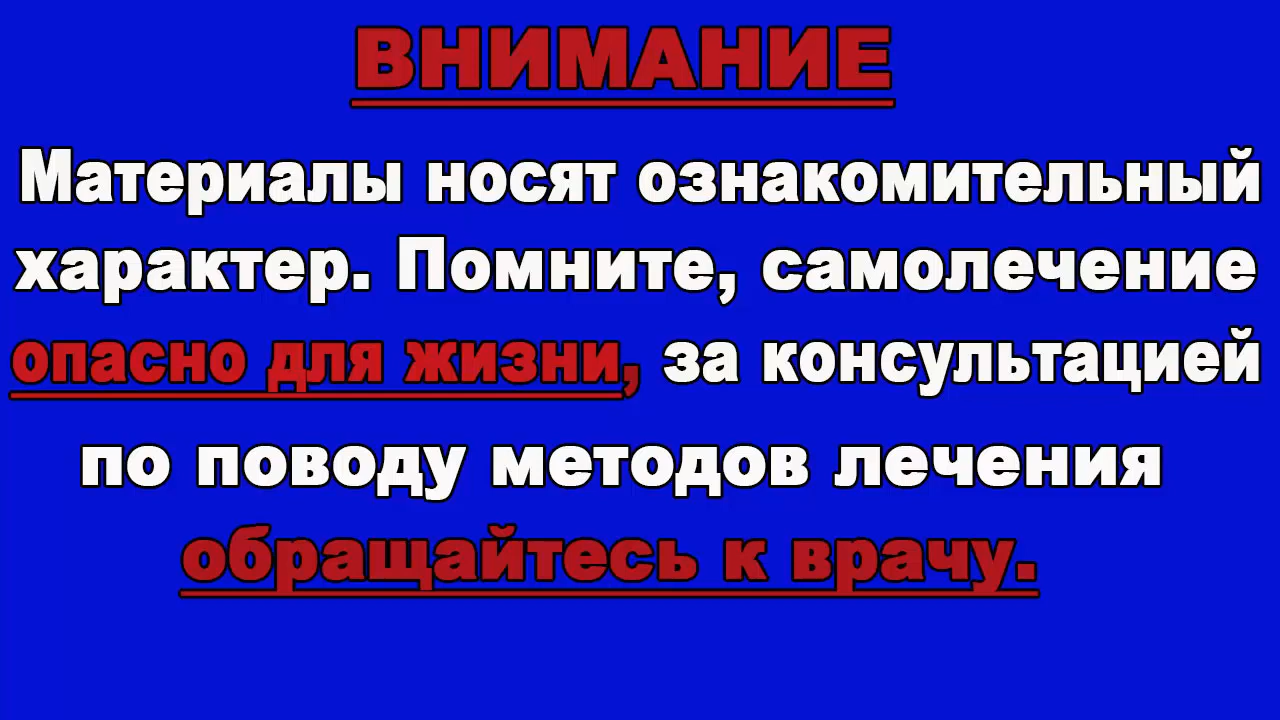 ВНИМАНИЕ
Материалы носят ознакомительный
характер. Помните, самолечение
опасно для жизни, за консультацией
по поводу методов лечения
обращайтесь к врачу.